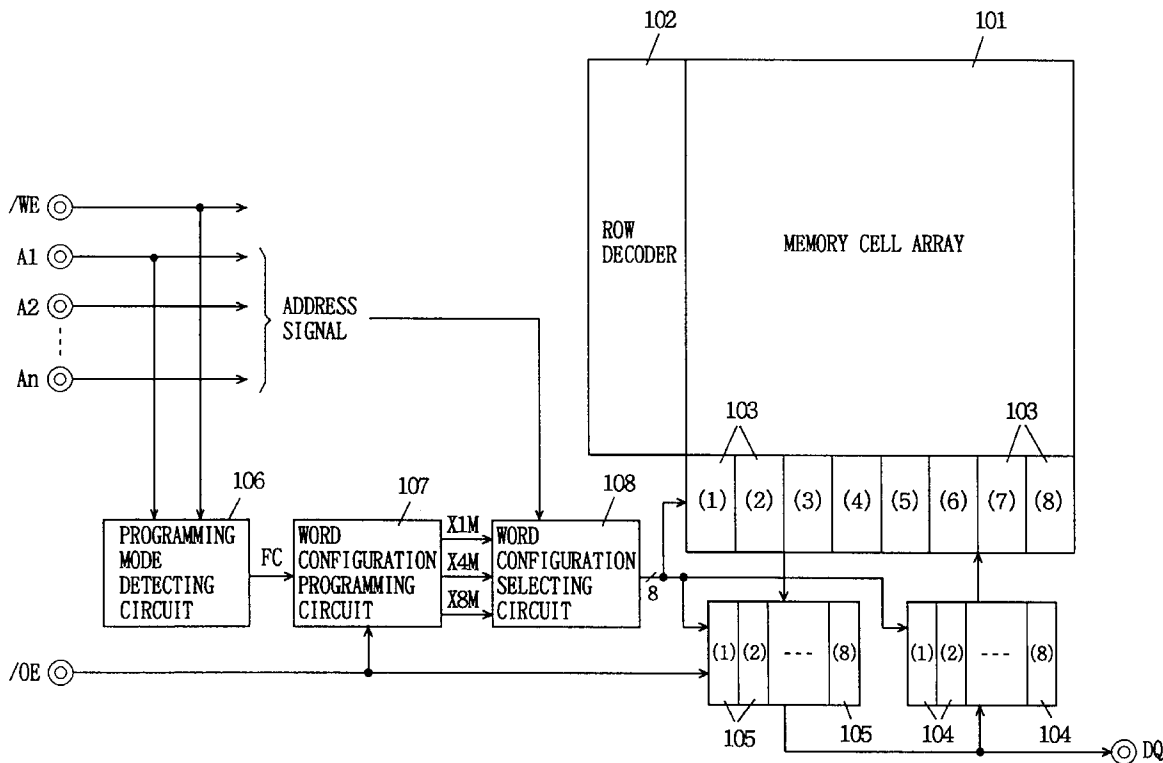 102
101
/WE
A1
A2
An
ADDRESS
SIGNAL
ROW
DECODER
MEMORY CELL ARRAY
103
103
(1) (2) (3) (4) (5) (6) (7) (8)
106
107
108
PROGRAMMING
MODE
DETECTING
CIRCUIT
FC
WORD
CONFIGURATION
PROGRAMMING
CIRCUIT
X1M
X4M
X8M
WORD
CONFIGURATION
SELECTING
CIRCUIT
8
(1) (2) --- (8)
(1) (2) --- (8)
/OE
105
105
104
104
DQ